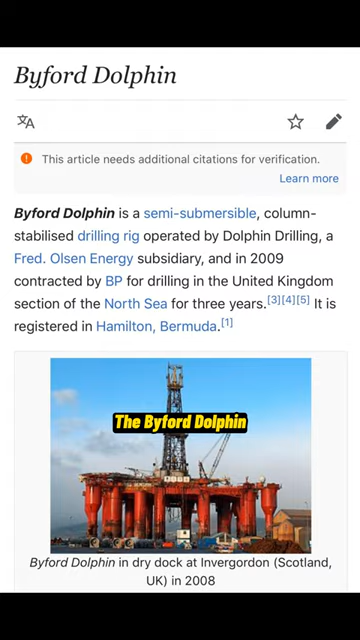 Byford Dolphin
This article needs additional citations for verification.
Learn more
Byford Dolphin is a semi-submersible, column-
stabilised drilling rig operated by Dolphin Drilling, a
Fred. Olsen Energy subsidiary, and in 2009
contracted by BP for drilling in the United Kingdom
section of the North Sea for three years.[3][4][5] It is
registered in Hamilton, Bermuda.[1]
The Byford Dolphin
Byford Dolphin in dry dock at Invergordon (Scotland,
UK) in 2008